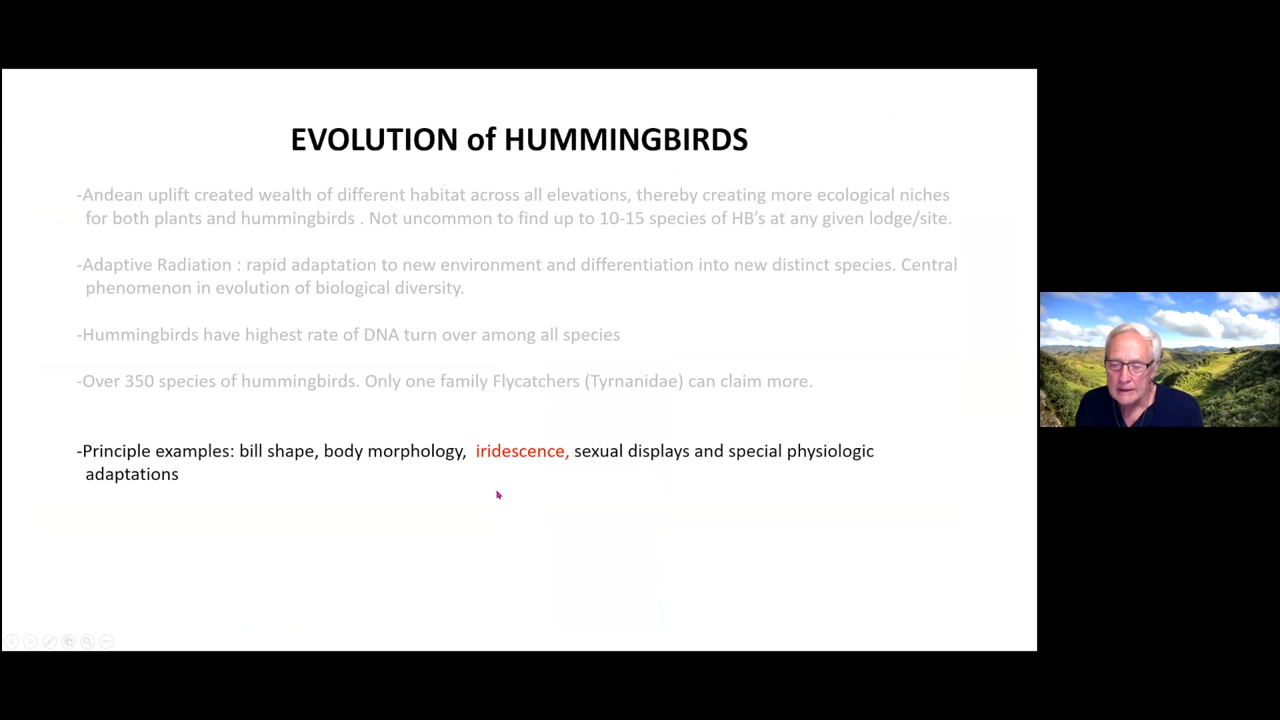 EVOLUTION of HUMMINGBIRDS
-Andean uplift created wealth of different habitat across all elevations, thereby creating more ecological niches
for both plants and hummingbirds . Not uncommon to find up to 10-15 species of HB's at any given lodge/site.
-Adaptive Radiation : rapid adaptation to new environment and differentiation into new distinct species. Central
phenomenon in evolution of biological diversity.
-Hummingbirds have highest rate of DNA turn over among all species
-Over 350 species of hummingbirds. Only one family Flycatchers (Tyrnanidae) can claim more.
-Principle examples: bill shape, body morphology, iridescence, sexual displays and special physiologic
adaptations